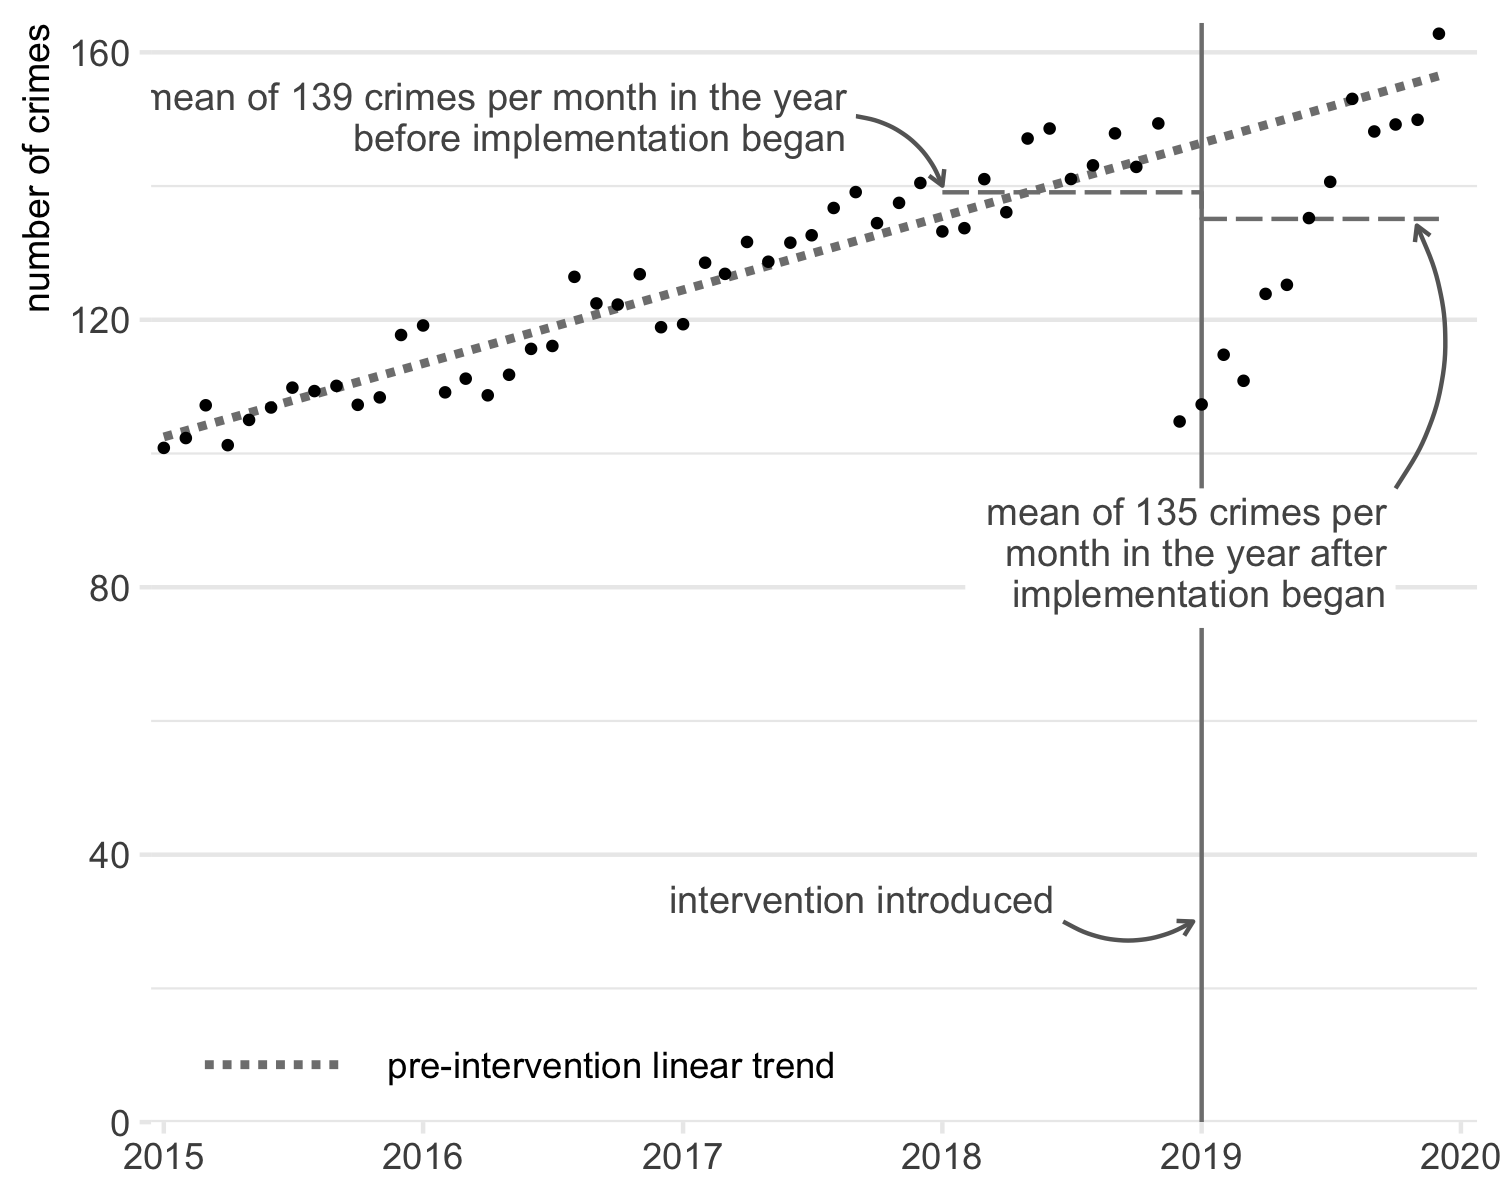 number of crimes
160
mean of 139 crimes per month in the year
before implementation began
120
mean of 135 crimes per
month in the year after
implementation began
80
40
intervention introduced
pre-intervention linear trend
0
2015 2016 2017 2018 2019 2020